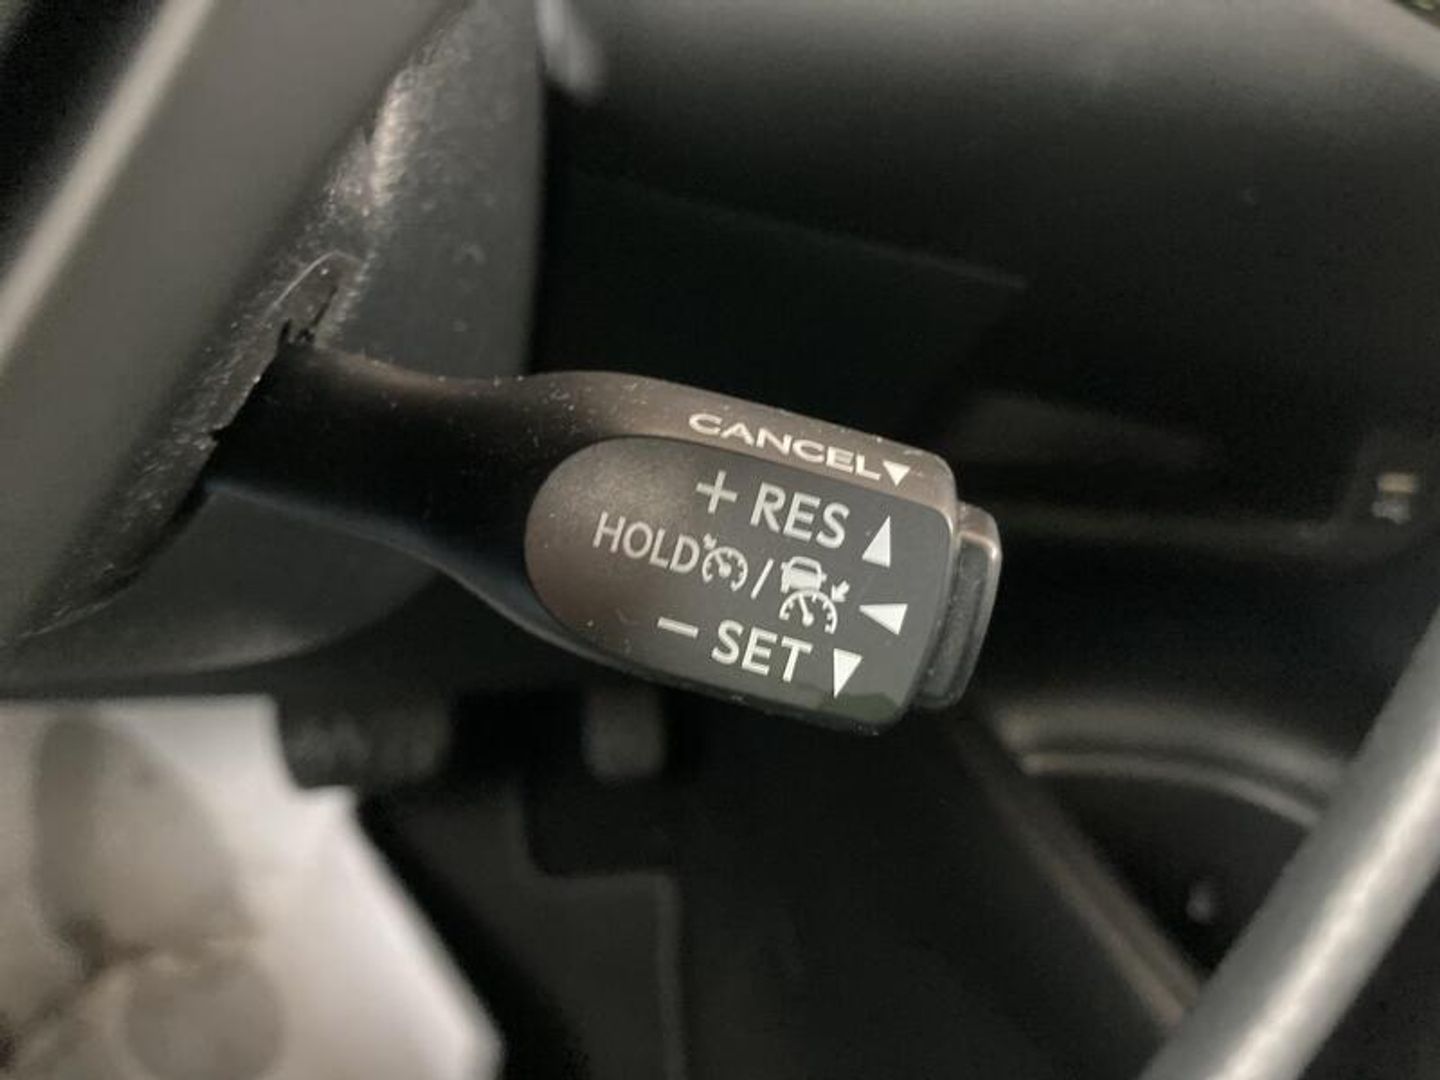 CANCEL
+ RES
HOLD /
− SET